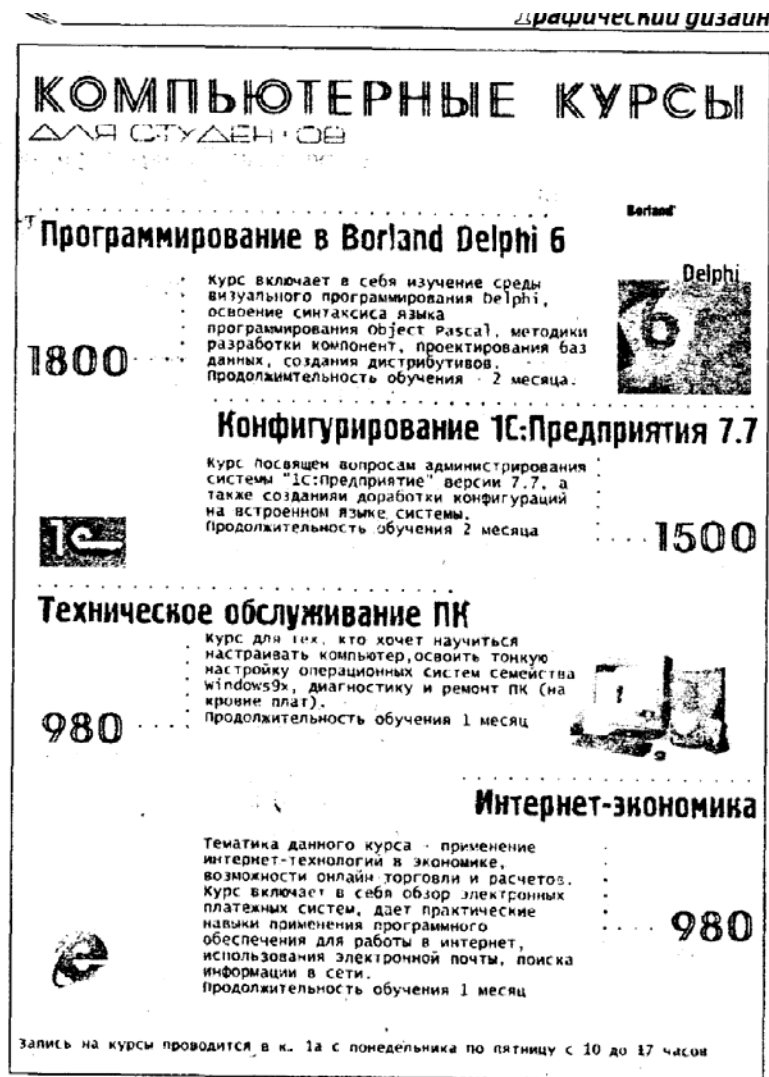 Графический дизайн
КОМПЬЮТЕРНЫЕ КУРСЫ
ДЛЯ СТУДЕН ОВ
Программирование в Borland Delphi 6
Borland
Delphi
6
Курс включает в себя изучение среды
визуального программирования Delphi,
освоение синтаксиса языка
программирования Object Pascal, методики
разработки компонент, проектирования баз
данных, создания дистрибутивов.
Продолжимтельность обучения - 2 месяца.
1800
Конфигурирование 1С:Предприятия 7.7
Курс посвящен вопросам администрирования
системы "1С:Предприятие" версии 7.7, а
также созданияи доработки конфигураций
на встроенном языке системы.
Продолжительность обучения 2 месяца
1С
1500
Техническое обслуживание ПК
Курс для тех, кто хочет научиться
настраивать компьютер,освоить тонкую
настройку операционных систем семейства
Windows9x, диагностику и ремонт ПК (на
кровне плат).
Продолжительность обучения 1 месяц
980
Интернет-экономика
Тематика данного курса - применение
интернет-технологий в экономике,
возможности онлайн торговли и расчетов.
Курс включает в себя обзор электронных
платежных систем, дает практические
навыки применения программного
обеспечения для работы в интернет,
использования электронной почты, поиска
информации в сети.
Продолжительность обучения 1 месяц
980
Запись на курсы проводится в к. 1а с понедельника по пятницу с 10 до 17 часов